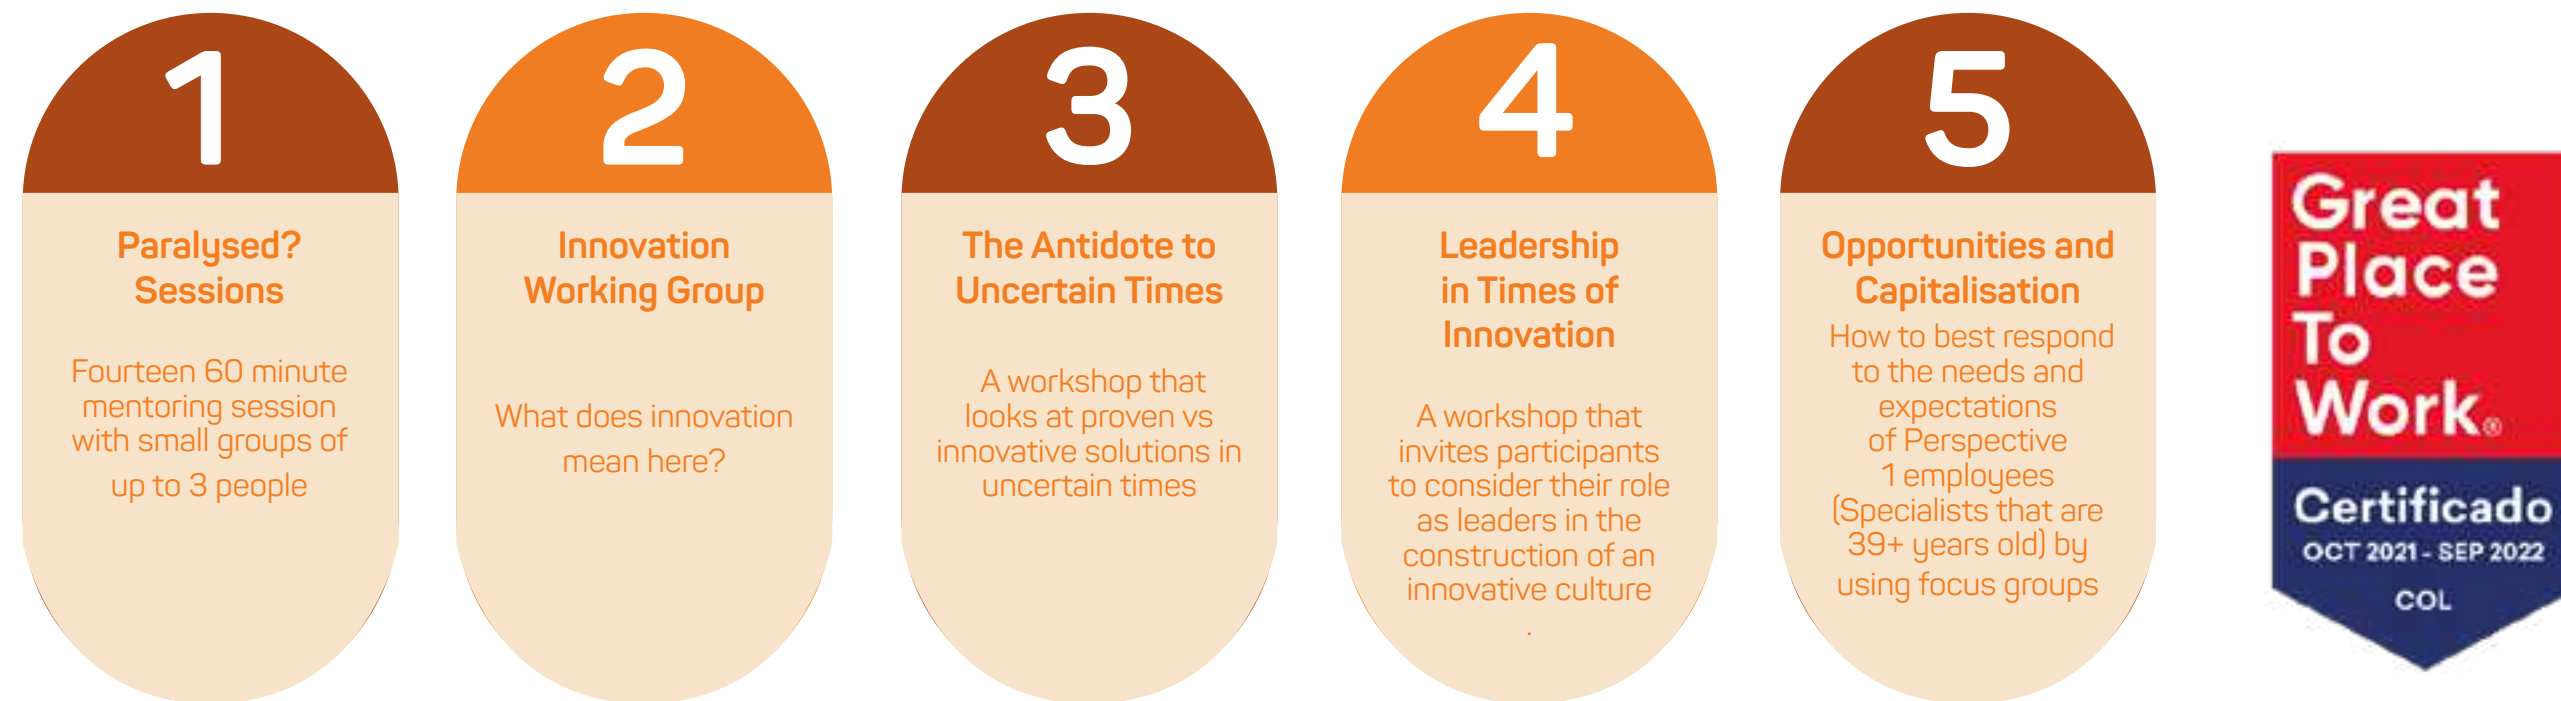 1
Paralysed?
Sessions
Fourteen 60 minute
mentoring session
with small groups of
up to 3 people
2
Innovation
Working Group
What does innovation
mean here?
3
The Antidote to
Uncertain Times
A workshop that
looks at proven vs
innovative solutions in
uncertain times
4
Leadership
in Times of
Innovation
A workshop that
invites participants
to consider their role
as leaders in the
construction of an
innovative culture
.
5
Opportunities and
Capitalisation
How to best respond
to the needs and
expectations
of Perspective
1 employees
(Specialists that are
39+ years old) by
using focus groups
Great
Place
To
Work®
Certificado
OCT 2021 - SEP 2022
COL